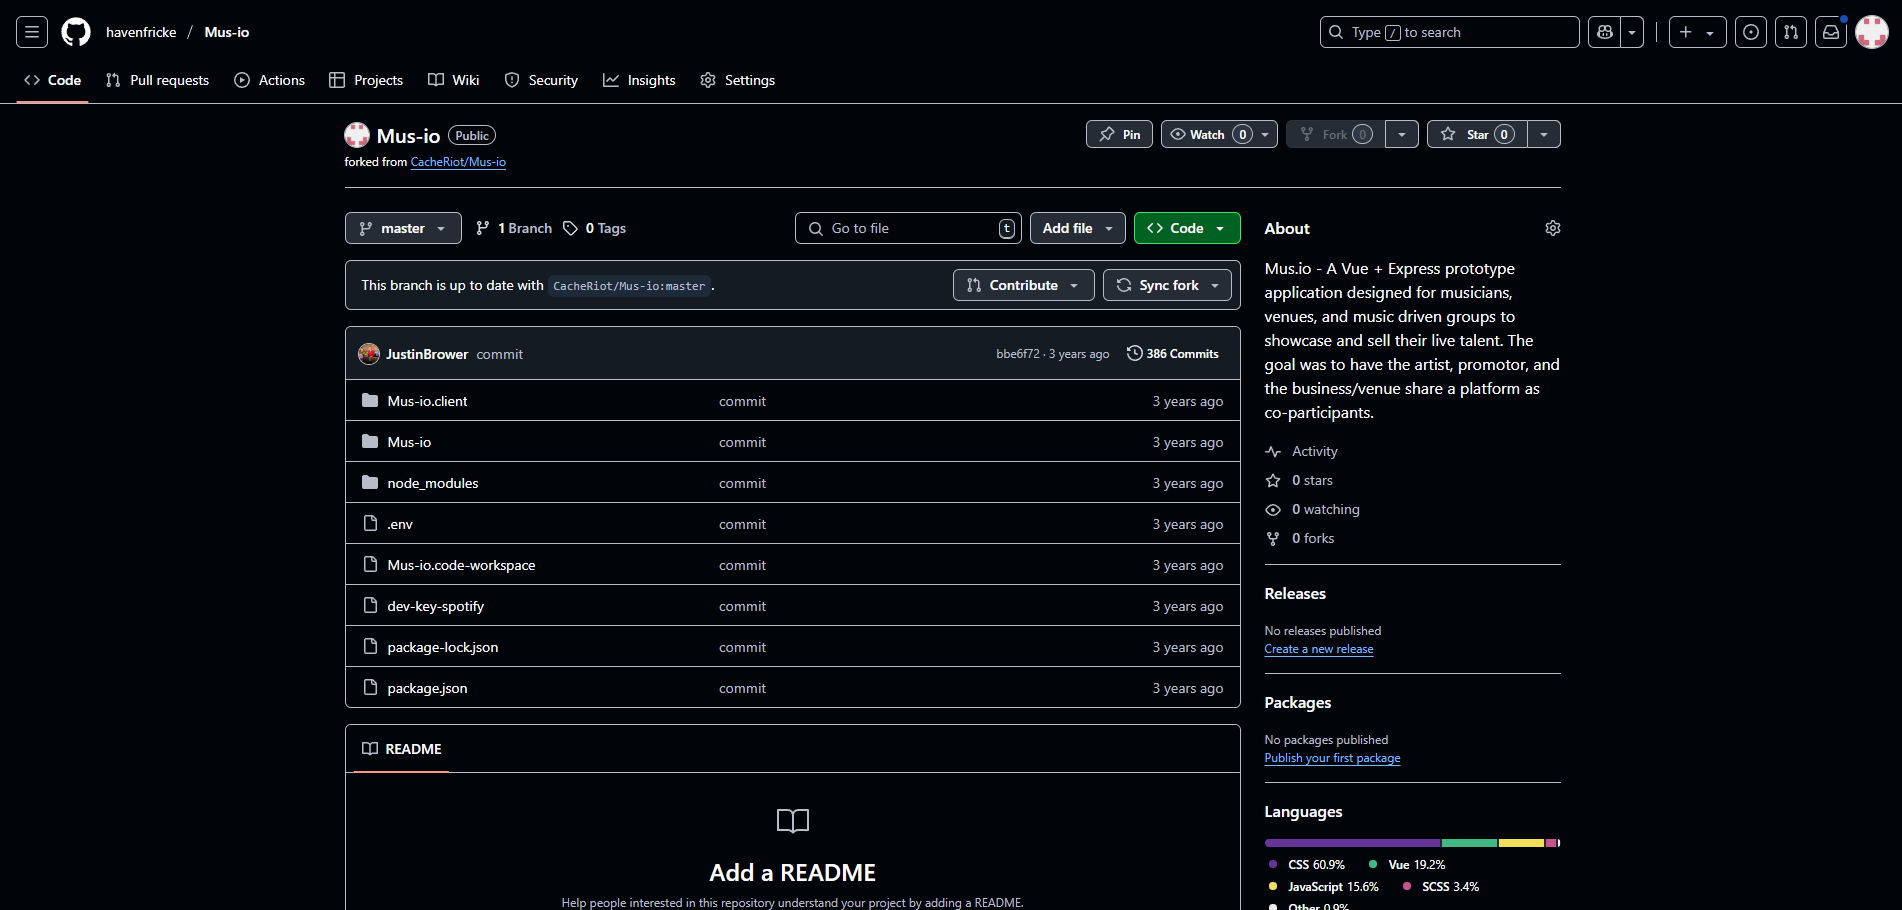 havenfricke / Mus-io
Type / to search
Code Pull requests Actions Projects Wiki Security Insights Settings
Mus-io Public
forked from CacheRiot/Mus-io
Pin Watch 0 Fork 0 Star 0
master 1 Branch 0 Tags Go to file t Add file Code
This branch is up to date with CacheRiot/Mus-io:master .
Contribute Sync fork
JustinBrower commit bbe6f72 · 3 years ago 386 Commits
Mus-io.client commit 3 years ago
Mus-io commit 3 years ago
node_modules commit 3 years ago
.env commit 3 years ago
Mus-io.code-workspace commit 3 years ago
dev-key-spotify commit 3 years ago
package-lock.json commit 3 years ago
package.json commit 3 years ago
README
Add a README
Help people interested in this repository understand your project by adding a README.
About
Mus.io - A Vue + Express prototype
application designed for musicians,
venues, and music driven groups to
showcase and sell their live talent. The
goal was to have the artist, promotor, and
the business/venue share a platform as
co-participants.
Activity
0 stars
0 watching
0 forks
Releases
No releases published
Create a new release
Packages
No packages published
Publish your first package
Languages
CSS 60.9% Vue 19.2%
JavaScript 15.6% SCSS 3.4%
Other 0.9%